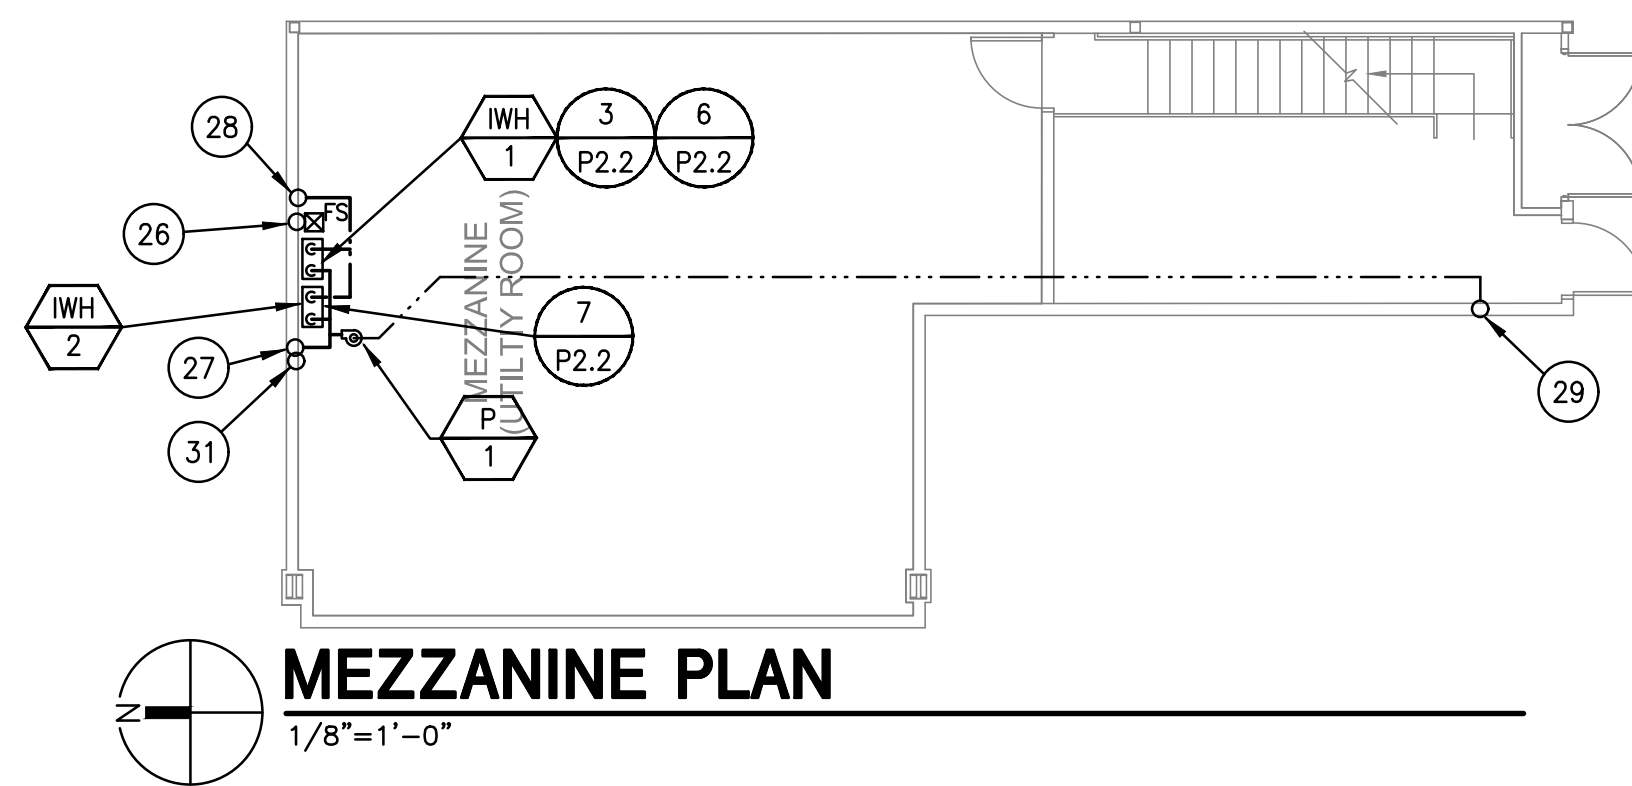 28
IWH
1
3
P2.2
6
P2.2
FS
26
MEZZANINE
(UTILTIY ROOM)
IWH
2
7
P2.2
27
29
P
1
31
MEZZANINE PLAN
1/8"=1'-0"
N